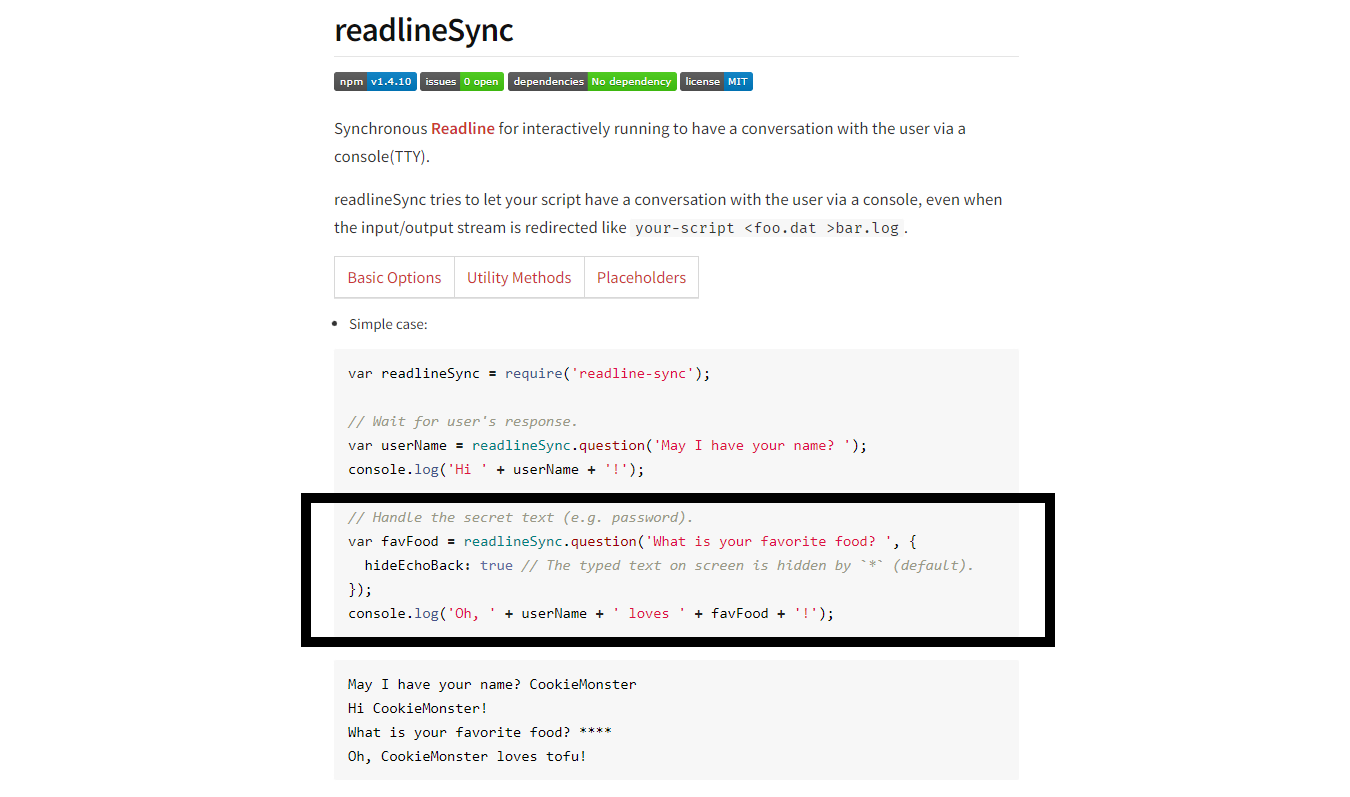 readlineSync
npm v1.4.10 issues 0 open dependencies No dependency license MIT
Synchronous Readline for interactively running to have a conversation with the user via a
console(TTY).
readlineSync tries to let your script have a conversation with the user via a console, even when
the input/output stream is redirected like your-script <foo.dat >bar.log .
Basic Options Utility Methods Placeholders
• Simple case:
var readlineSync = require('readline-sync');
// Wait for user's response.
var userName = readlineSync.question('May I have your name? ');
console.log('Hi ' + userName + '!');
// Handle the secret text (e.g. password).
var favFood = readlineSync.question('What is your favorite food? ', {
  hideEchoBack: true // The typed text on screen is hidden by `*` (default).
});
console.log('Oh, ' + userName + ' loves ' + favFood + '!');
May I have your name? CookieMonster
Hi CookieMonster!
What is your favorite food? ****
Oh, CookieMonster loves tofu!